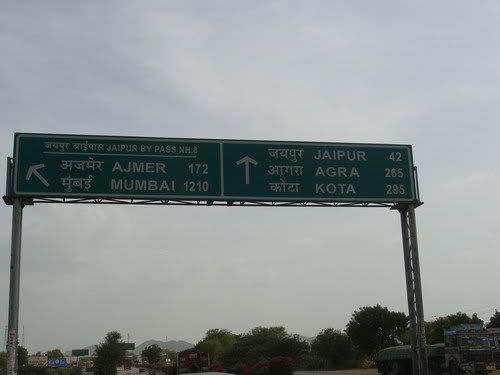 जयपुर बाईपास JAIPUR BY PASS NH.8
अजमेर AJMER 172
मुंबई MUMBAI 1210
जयपुर JAIPUR 42
आगरा AGRA 265
कोटा KOTA 295